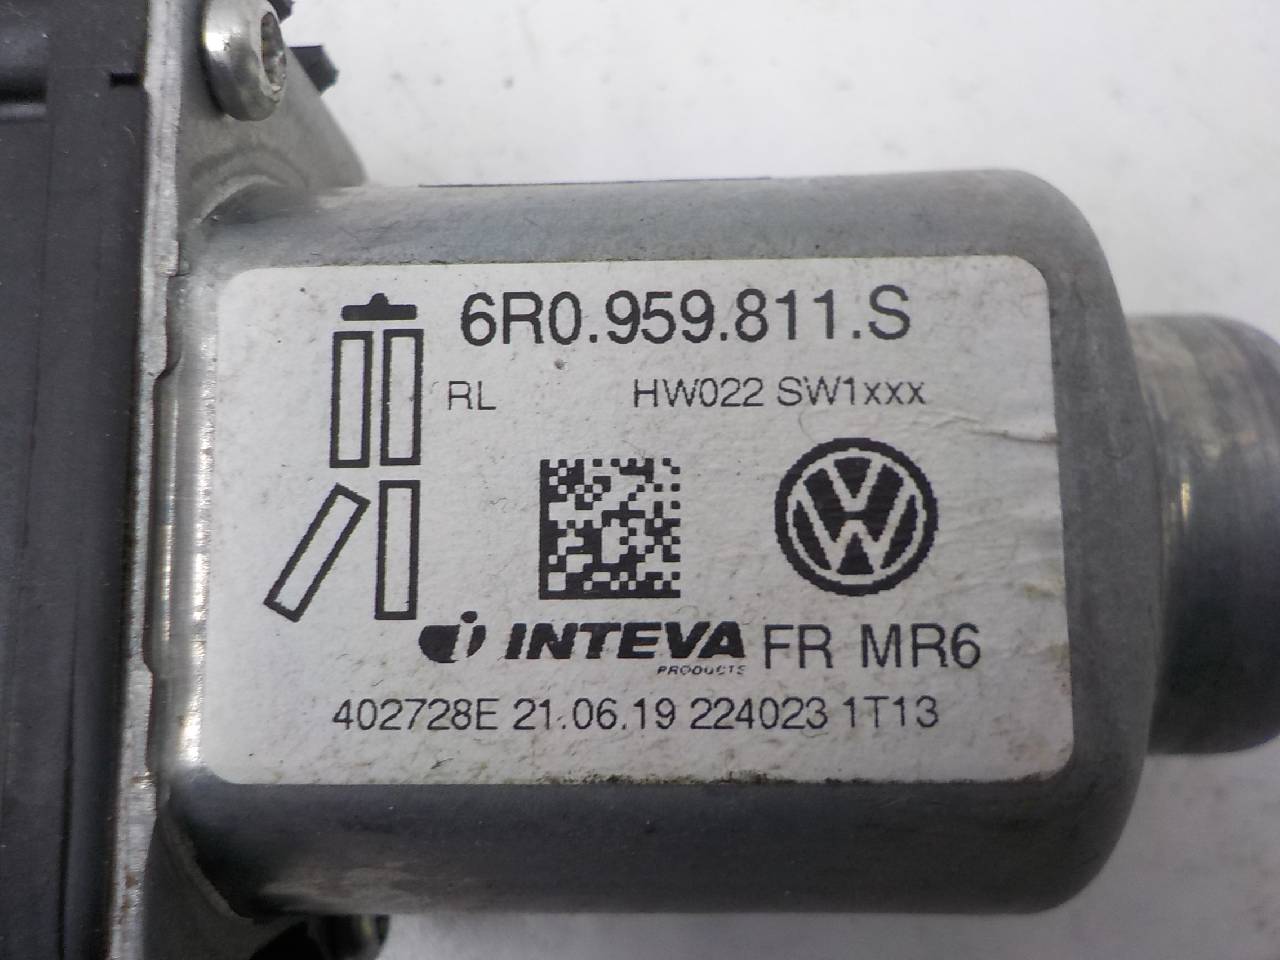 6R0.959.811.S
RL HW022 SW1xxx
INTEVA FR MR6
PRODUCTS
402728E 21.06.19 224023 1T13